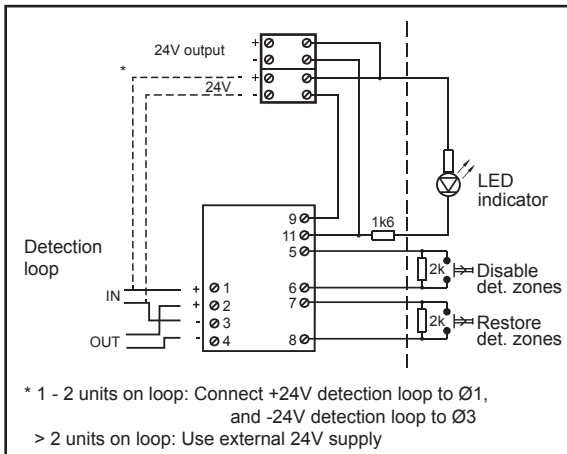 24V output
+
-
*
24V
+
-
LED
indicator
1k6
9
11
5
Detection
loop
2k
Disable
det. zones
IN
+ 1
+ 2
- 3
- 4
OUT
6
7
2k
Restore
det. zones
8
* 1 - 2 units on loop: Connect +24V detection loop to Ø1,
and -24V detection loop to Ø3
> 2 units on loop: Use external 24V supply